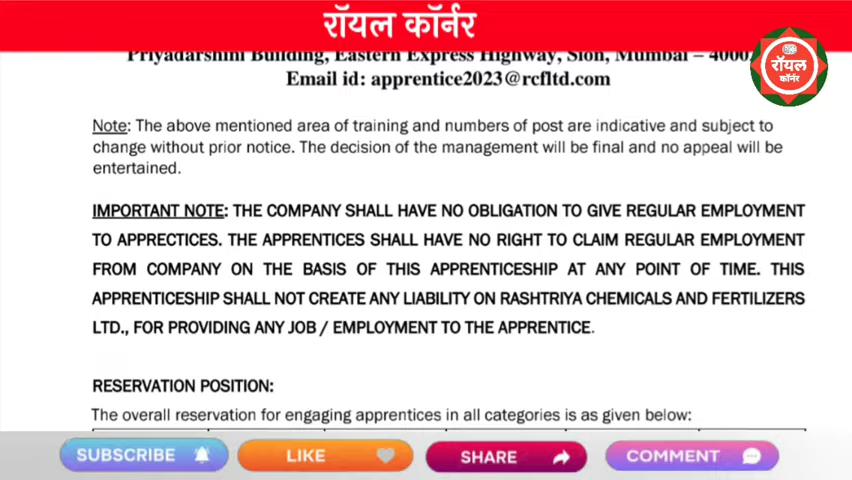 रॉयल कॉर्नर
Priyadarshini Building, Eastern Express Highway, Sion, Mumbai –
रॉयल
कॉर्नर
Email id: apprentice2023@rcfltd.com
Note: The above mentioned area of training and numbers of post are indicative and subject to
change without prior notice. The decision of the management will be final and no appeal will be
entertained.
IMPORTANT NOTE: THE COMPANY SHALL HAVE NO OBLIGATION TO GIVE REGULAR EMPLOYMENT
TO APPRECTICES. THE APPRENTICES SHALL HAVE NO RIGHT TO CLAIM REGULAR EMPLOYMENT
FROM COMPANY ON THE BASIS OF THIS APPRENTICESHIP AT ANY POINT OF TIME. THIS
APPRENTICESHIP SHALL NOT CREATE ANY LIABILITY ON RASHTRIYA CHEMICALS AND FERTILIZERS
LTD., FOR PROVIDING ANY JOB / EMPLOYMENT TO THE APPRENTICE.
RESERVATION POSITION:
The overall reservation for engaging apprentices in all categories is as given below:
SUBSCRIBE
LIKE
SHARE
COMMENT